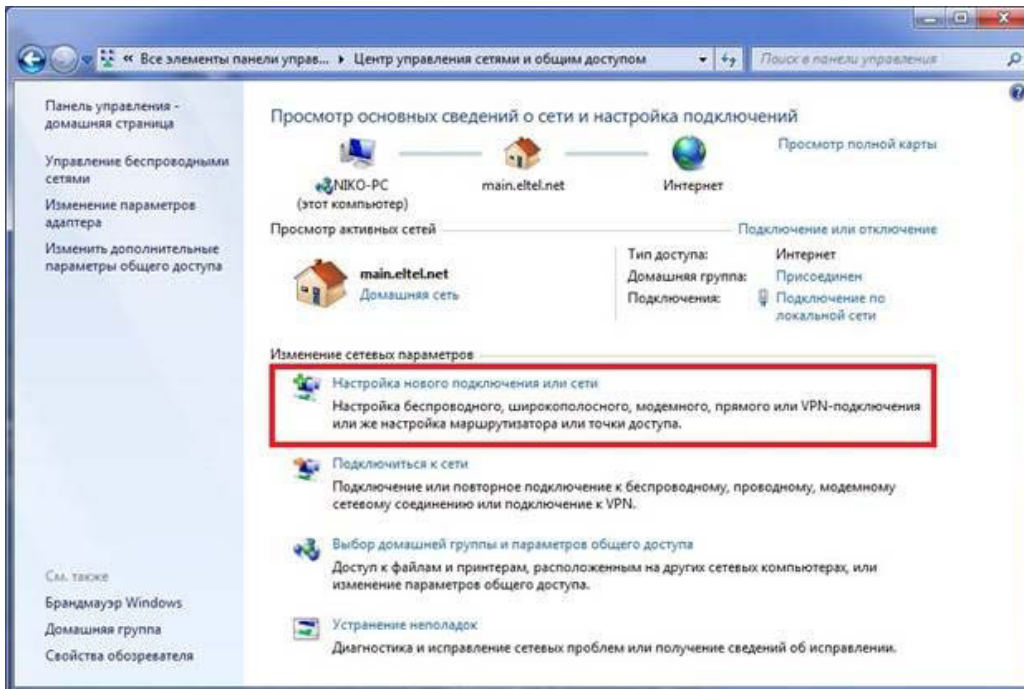 « Все элементы панели управ... Центр управления сетями и общим доступом
Поиск в панели управления
Панель управления -
домашняя страница
Управление беспроводными
сетями
Изменение параметров
адаптера
Изменить дополнительные
параметры общего доступа
См. также
Брандмауэр Windows
Домашняя группа
Свойства обозревателя
Просмотр основных сведений о сети и настройка подключений
NIKO-PC
(этот компьютер)
main.eltel.net
Интернет
Просмотр полной карты
Просмотр активных сетей
Подключение или отключение
main.eltel.net
Домашняя сеть
Тип доступа: Интернет
Домашняя группа: Присоединен
Подключения: Подключение по
локальной сети
Изменение сетевых параметров
Настройка нового подключения или сети
Настройка беспроводного, широкополосного, модемного, прямого или VPN-подключения
или же настройка маршрутизатора или точки доступа.
Подключиться к сети
Подключение или повторное подключение к беспроводному, проводному, модемному
сетевому соединению или подключение к VPN.
Выбор домашней группы и параметров общего доступа
Доступ к файлам и принтерам, расположенным на других сетевых компьютерах, или
изменение параметров общего доступа.
Устранение неполадок
Диагностика и исправление сетевых проблем или получение сведений об исправлении.